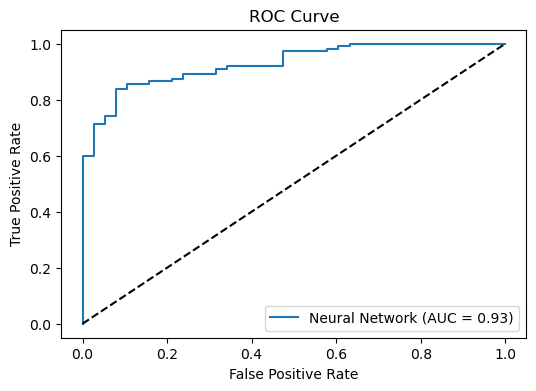 ROC Curve
True Positive Rate
1.0
0.8
0.6
0.4
0.2
0.0
Neural Network (AUC = 0.93)
0.0 0.2 0.4 0.6 0.8 1.0
False Positive Rate